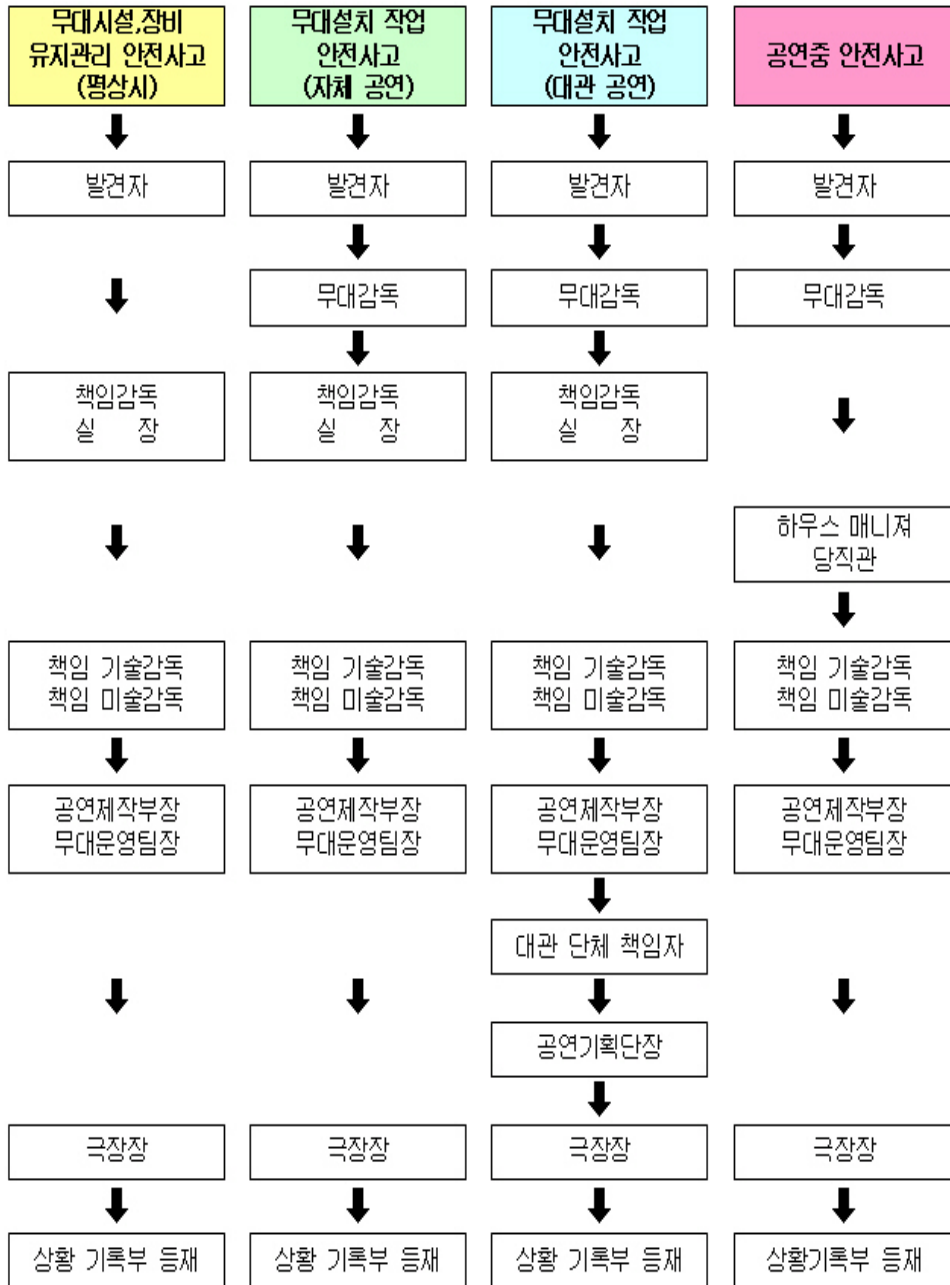 무대시설,장비
유지관리 안전사고
(평상시)
무대설치 작업
안전사고
(자체 공연)
무대설치 작업
안전사고
(대관 공연)
공연중 안전사고
발견자
발견자
발견자
발견자
무대감독
무대감독
무대감독
책임감독
실 장
책임감독
실 장
책임감독
실 장
하우스 매니져
당직관
책임 기술감독
책임 미술감독
책임 기술감독
책임 미술감독
책임 기술감독
책임 미술감독
책임 기술감독
책임 미술감독
공연제작부장
무대운영팀장
공연제작부장
무대운영팀장
공연제작부장
무대운영팀장
공연제작부장
무대운영팀장
대관 단체 책임자
공연기획단장
극장장
극장장
극장장
극장장
상황 기록부 등재
상황 기록부 등재
상황 기록부 등재
상황기록부 등재